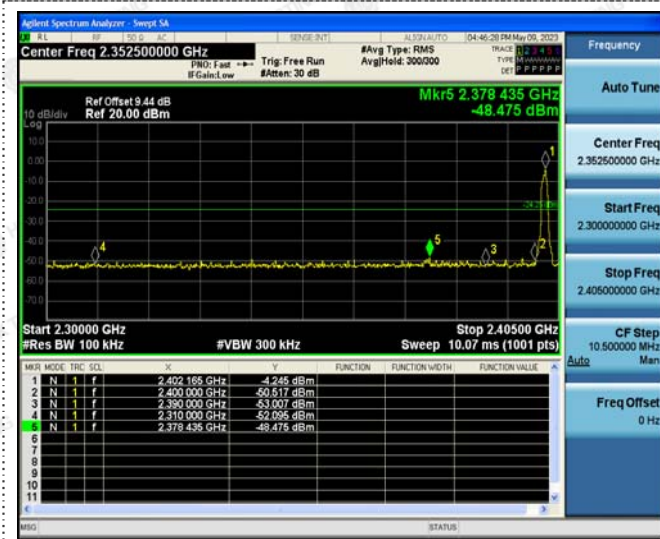 Agilent Spectrum Analyzer - Swept SA
RL RF 50 Ω AC SENSE:INT ALIGNAUTO 04:46:28 PM May 09, 2023
Center Freq 2.352500000 GHz
#Avg Type: RMS
TRACE 1 2 3 4 5 6
PNO: Fast Trig: Free Run Avg|Hold: 300/300 TYPE
IFGain:Low #Atten: 30 dB DET P P P P P P
Mkr5 2.378 435 GHz
-48.475 dBm
Ref Offset 9.44 dB
10 dB/div Ref 20.00 dBm
Log
10.0
0.00
-10.0
-20.0
-30.0
-40.0
-50.0
-60.0
-70.0
1
2
3
4
5
Start 2.30000 GHz Stop 2.40500 GHz
#Res BW 100 kHz #VBW 300 kHz Sweep 10.07 ms (1001 pts)
MKR MODE TRC SCL X Y FUNCTION FUNCTION WIDTH FUNCTION VALUE
1 N 1 f 2.402 165 GHz -4.245 dBm
2 N 1 f 2.400 000 GHz -50.517 dBm
3 N 1 f 2.390 000 GHz -53.007 dBm
4 N 1 f 2.310 000 GHz -52.095 dBm
5 N 1 f 2.378 435 GHz -48.475 dBm
6
7
8
9
10
11
MSG STATUS
Frequency
Auto Tune
Center Freq
2.352500000 GHz
Start Freq
2.300000000 GHz
Stop Freq
2.405000000 GHz
CF Step
10.500000 MHz
Auto Man
Freq Offset
0 Hz